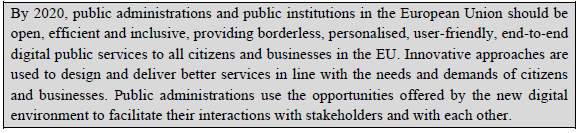 By 2020, public administrations and public institutions in the European Union should be
open, efficient and inclusive, providing borderless, personalised, user-friendly, end-to-end
digital public services to all citizens and businesses in the EU. Innovative approaches are
used to design and deliver better services in line with the needs and demands of citizens
and businesses. Public administrations use the opportunities offered by the new digital
environment to facilitate their interactions with stakeholders and with each other.